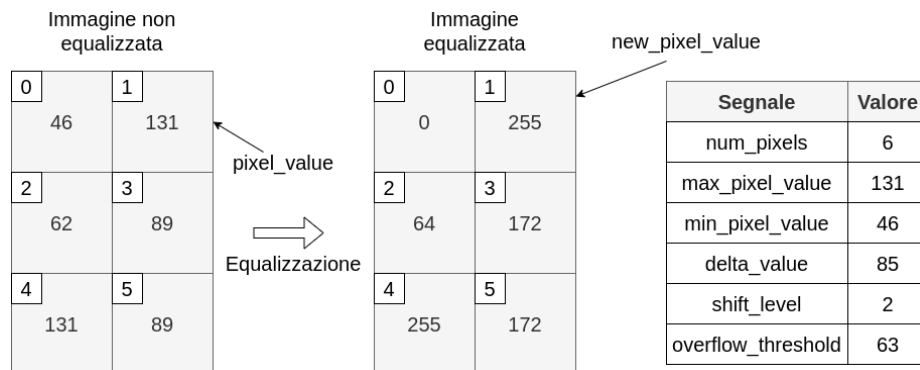 Immagine non
equalizzata
0
1
46
131
2
3
62
89
4
5
131
89
pixel_value
Equalizzazione
Immagine
equalizzata
0
1
0
255
2
3
64
172
4
5
255
172
new_pixel_value
Segnale Valore
num_pixels 6
max_pixel_value 131
min_pixel_value 46
delta_value 85
shift_level 2
overflow_threshold 63